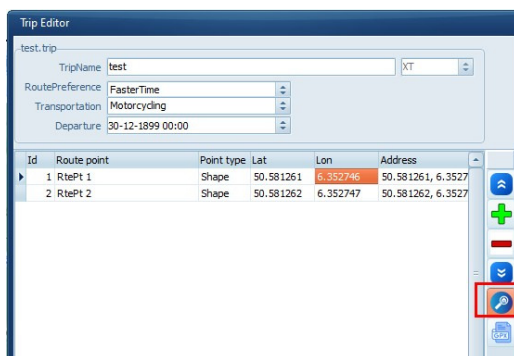 Trip Editor
test.trip
TripName test XT
RoutePreference FasterTime
Transportation Motorcycling
Departure 30-12-1899 00:00
Id Route point Point type Lat Lon Address
1 RtePt 1 Shape 50.581261 6.352746 50.581261, 6.3527
2 RtePt 2 Shape 50.581262 6.352747 50.581262, 6.3527
GPX